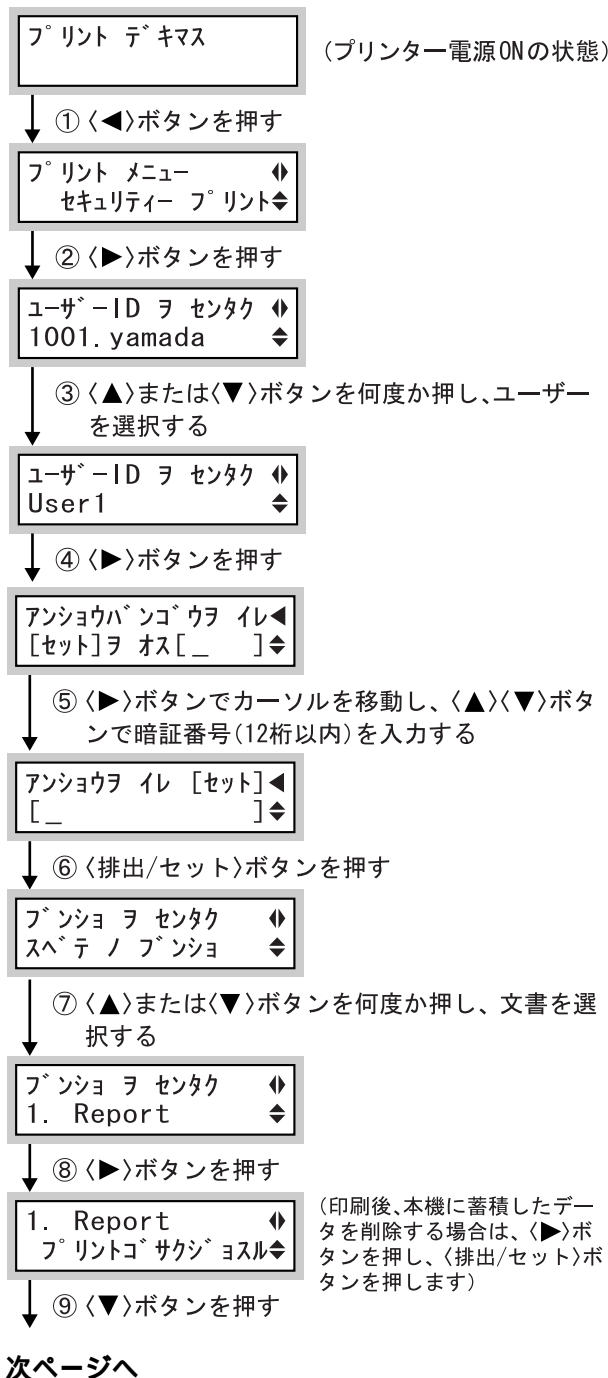 プリント デキマス
(プリンター電源ONの状態)
①〈◀〉ボタンを押す
プリント メニュー
セキュリティー プリント
②〈▶〉ボタンを押す
ユーザーID ヲ センタク
1001. yamada
③〈▲〉または〈▼〉ボタンを何度か押し、ユーザー
を選択する
ユーザーID ヲ センタク
User1
④〈▶〉ボタンを押す
アンショウバンゴウヲ イレ◀
[セット]ヲ オス[_ ]
⑤〈▶〉ボタンでカーソルを移動し、〈▲〉〈▼〉ボタ
ンで暗証番号(12桁以内)を入力する
アンショウヲ イレ [セット]◀
[_ ]
⑥〈排出/セット〉ボタンを押す
ブンショ ヲ センタク
スベテ ノ ブンショ
⑦〈▲〉または〈▼〉ボタンを何度か押し、文書を選
択する
ブンショ ヲ センタク
1. Report
⑧〈▶〉ボタンを押す
1. Report
プリントゴサクジョスル
(印刷後、本機に蓄積したデー
タを削除する場合は、〈▶〉ボ
タンを押し、〈排出/セット〉ボ
タンを押します)
⑨〈▼〉ボタンを押す
次ページへ